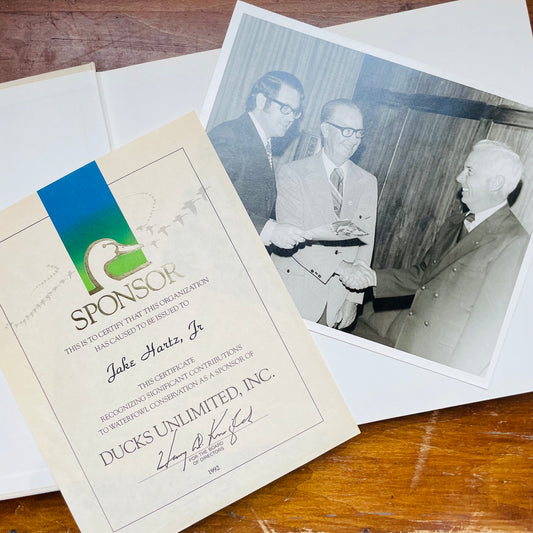 SPONSOR
THIS IS TO CERTIFY THAT THIS ORGANIZATION
HAS CAUSED TO BE ISSUED TO
Jake Hartz, Jr
THIS CERTIFICATE
RECOGNIZING SIGNIFICANT CONTRIBUTIONS
TO WATERFOWL CONSERVATION AS A SPONSOR OF
DUCKS UNLIMITED, INC.
FOR THE BOARD
OF DIRECTORS
1992